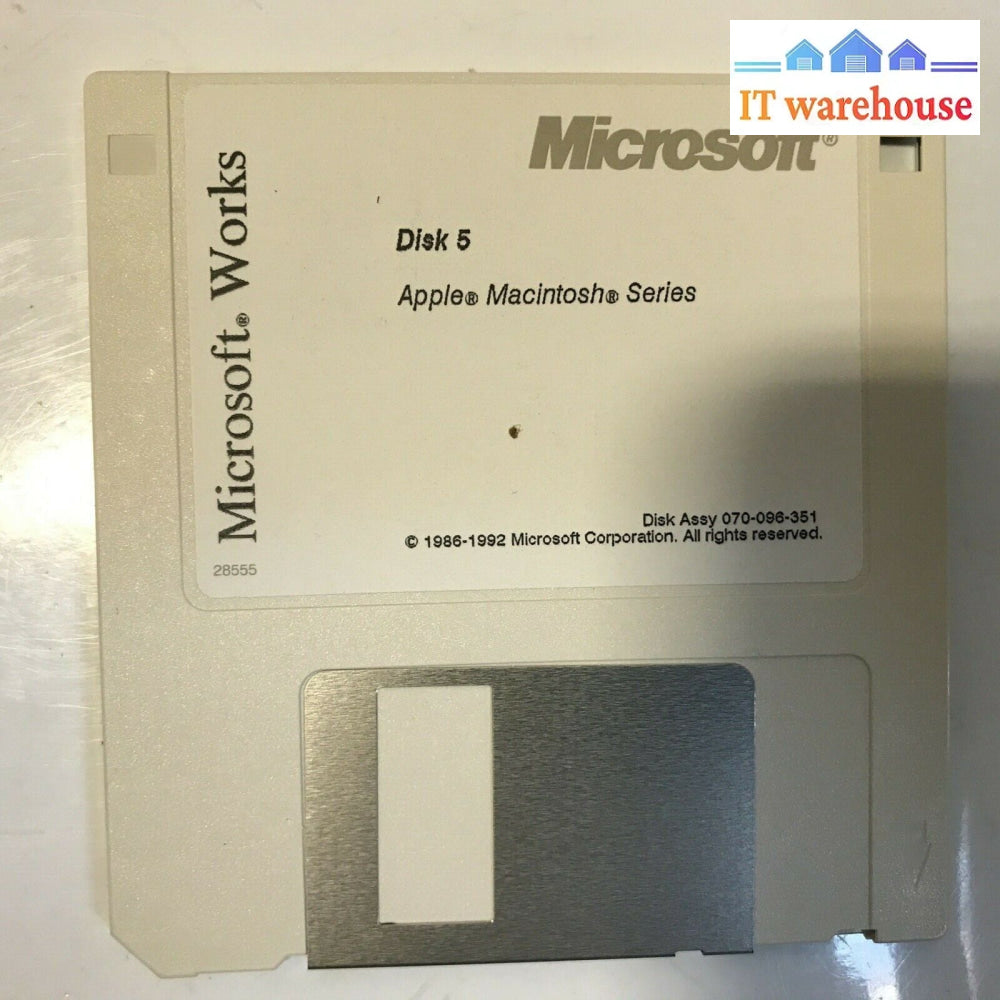 IT warehouse
Microsoft®
Microsoft® Works
Disk 5
Apple® Macintosh® Series
Disk Assy 070-096-351
© 1986-1992 Microsoft Corporation. All rights reserved.
28555